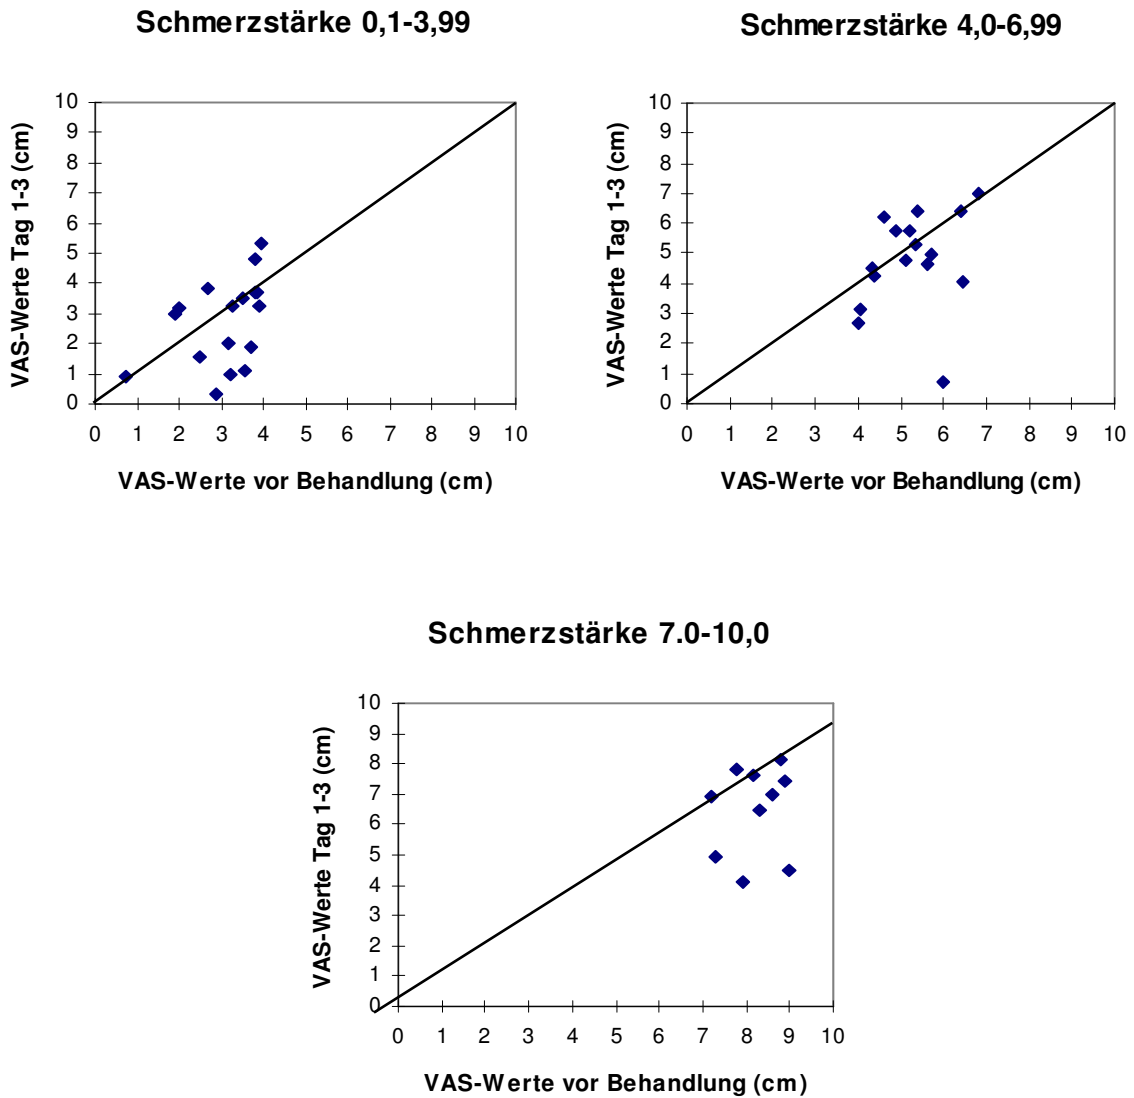 Schmerzstärke 0,1-3,99
VAS-Werte Tag 1-3 (cm)
10
9
8
7
6
5
4
3
2
1
0
0 1 2 3 4 5 6 7 8 9 10
VAS-Werte vor Behandlung (cm)
Schmerzstärke 4,0-6,99
VAS-Werte Tag 1-3 (cm)
10
9
8
7
6
5
4
3
2
1
0
0 1 2 3 4 5 6 7 8 9 10
VAS-Werte vor Behandlung (cm)
Schmerzstärke 7.0-10,0
VAS-Werte Tag 1-3 (cm)
10
9
8
7
6
5
4
3
2
1
0
0 1 2 3 4 5 6 7 8 9 10
VAS-Werte vor Behandlung (cm)